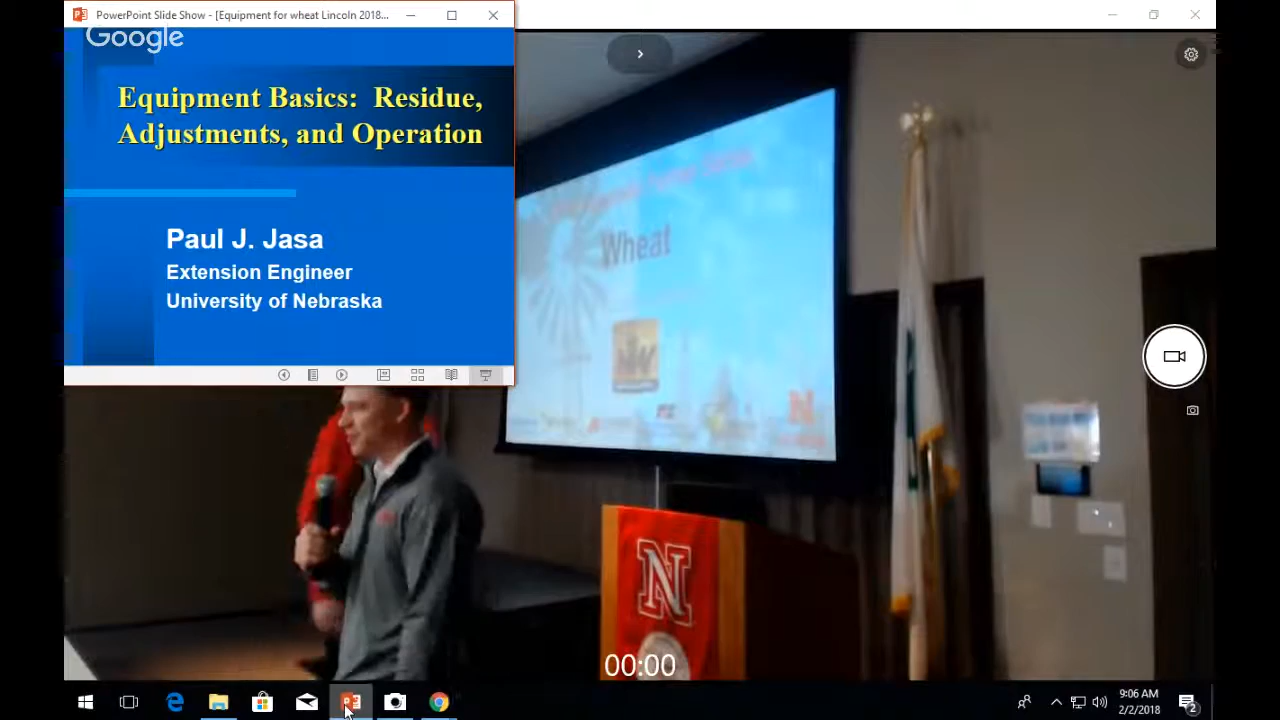 PowerPoint Slide Show - [Equipment for wheat Lincoln 2018...
Google
Equipment Basics: Residue,
Adjustments, and Operation
Paul J. Jasa
Extension Engineer
University of Nebraska
Wheat
N
N
00:00
9:06 AM
2/2/2018
2